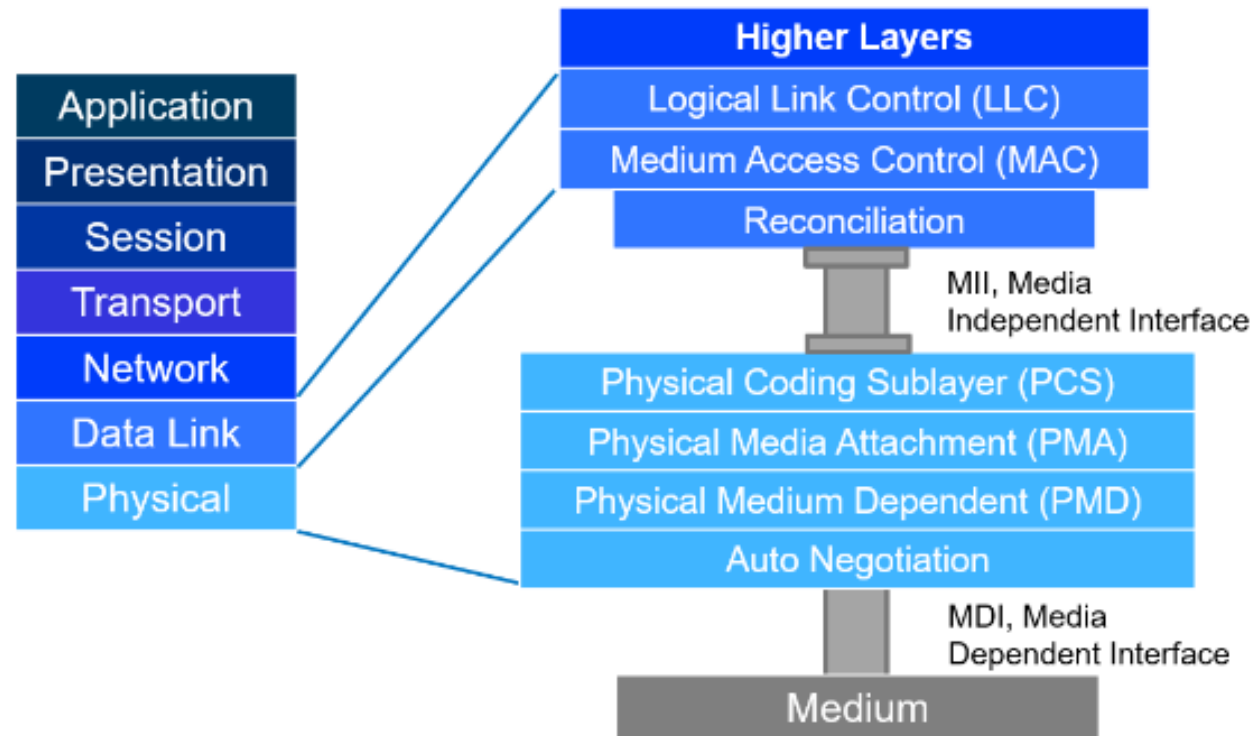 Application
Presentation
Session
Transport
Network
Data Link
Physical
Higher Layers
Logical Link Control (LLC)
Medium Access Control (MAC)
Reconciliation
MII, Media
Independent Interface
Physical Coding Sublayer (PCS)
Physical Media Attachment (PMA)
Physical Medium Dependent (PMD)
Auto Negotiation
MDI, Media
Dependent Interface
Medium